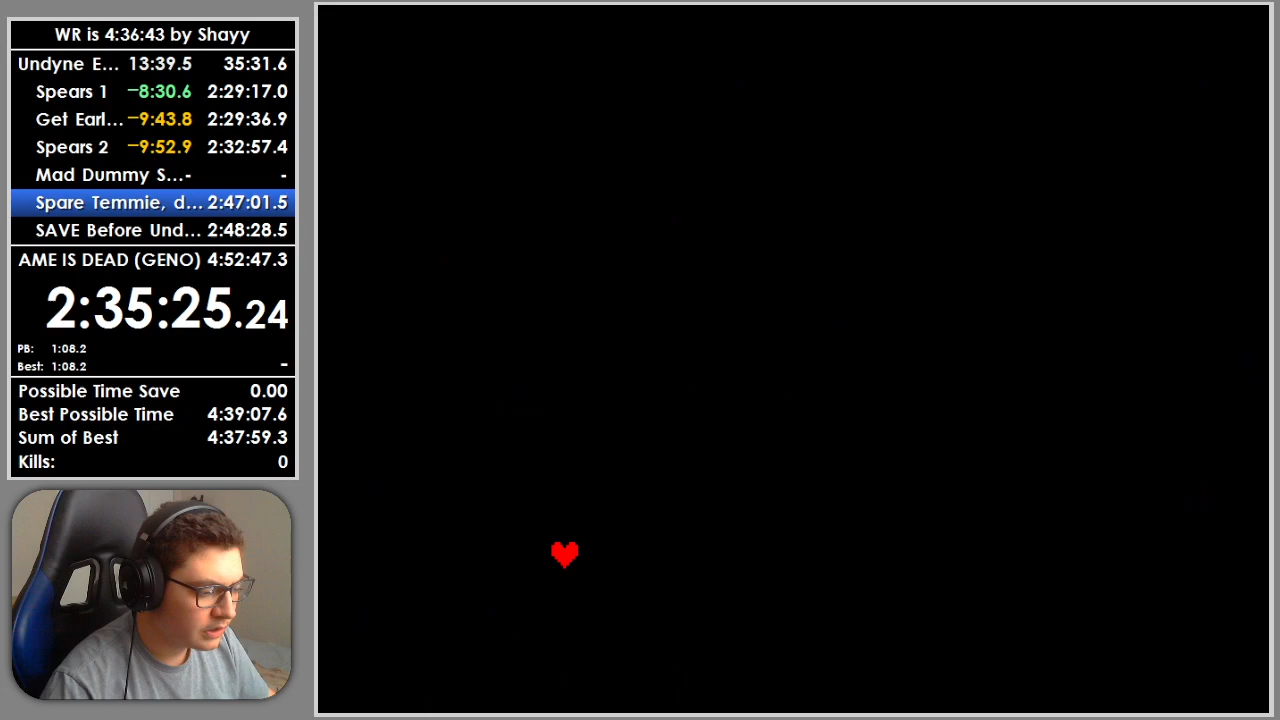 WR is 4:36:43 by Shayy
Undyne E... 13:39.5 35:31.6
Spears 1 −8:30.6 2:29:17.0
Get Earl... −9:43.8 2:29:36.9
Spears 2 −9:52.9 2:32:57.4
Mad Dummy S...- -
Spare Temmie, d... 2:47:01.5
SAVE Before Und... 2:48:28.5
AME IS DEAD (GENO) 4:52:47.3
2:35:25.24
PB: 1:08.2
Best: 1:08.2 -
Possible Time Save 0.00
Best Possible Time 4:39:07.6
Sum of Best 4:37:59.3
Kills: 0